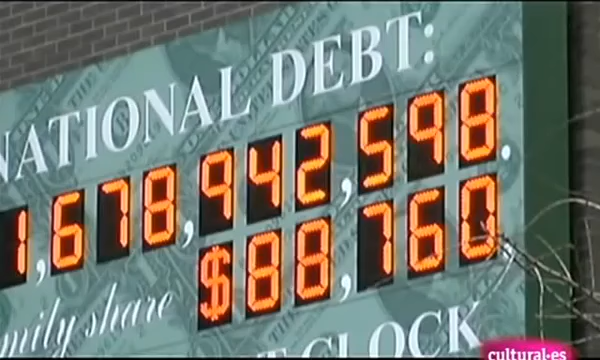 NATIONAL DEBT:
1,678,942,598.
mily share $88,760
T CLOCK
cultural·es